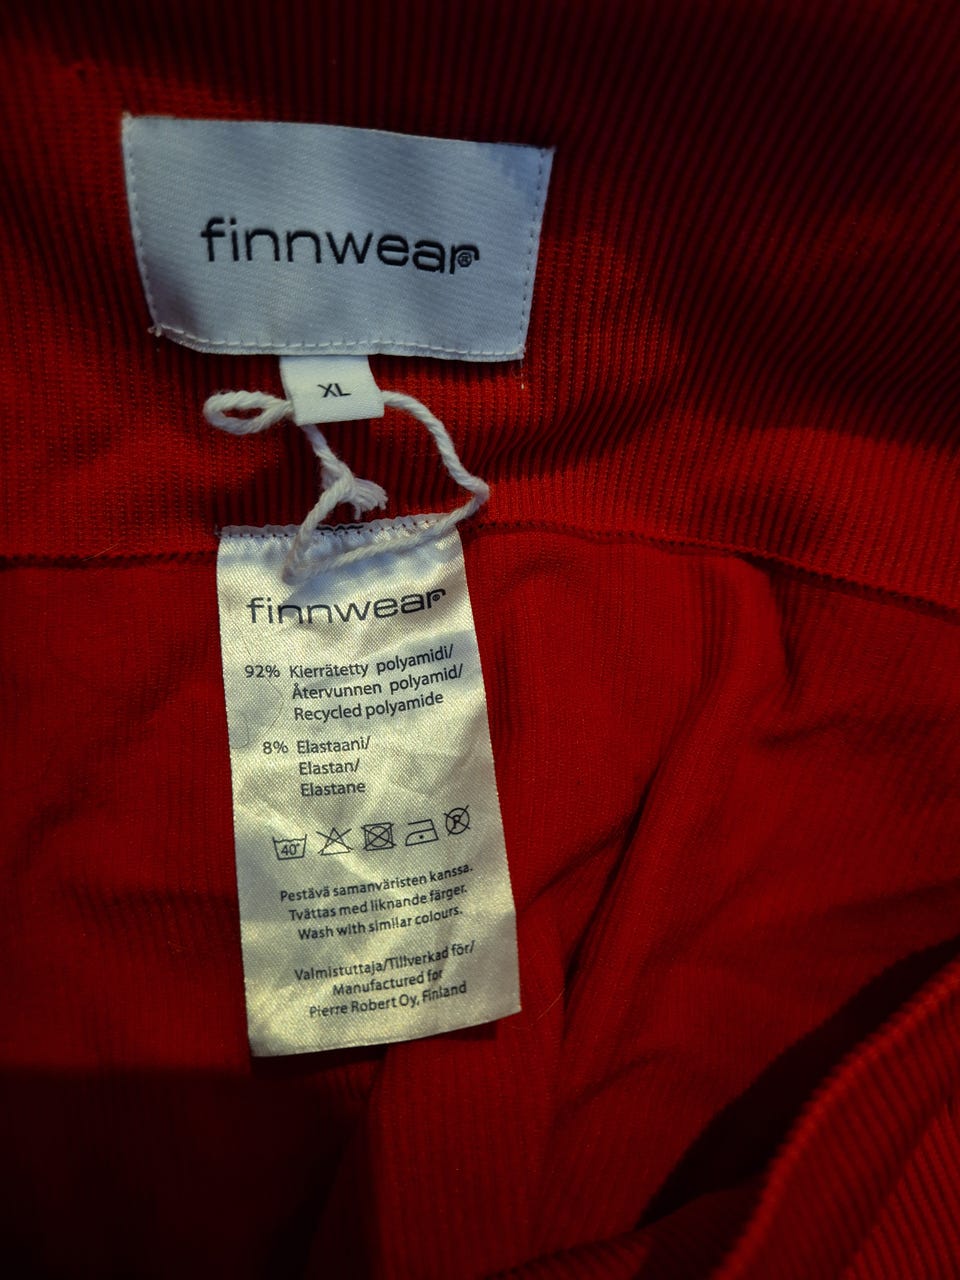 finnwear®
XL
finnwear®
92% Kierrätetty polyamidi/
Återvunnen polyamid/
Recycled polyamide
8% Elastaani/
Elastan/
Elastane
40°
P
Pestävä samanväristen kanssa.
Tvättas med liknande färger.
Wash with similar colours.
Valmistuttaja/Tillverkad för/
Manufactured for
Pierre Robert Oy, Finland